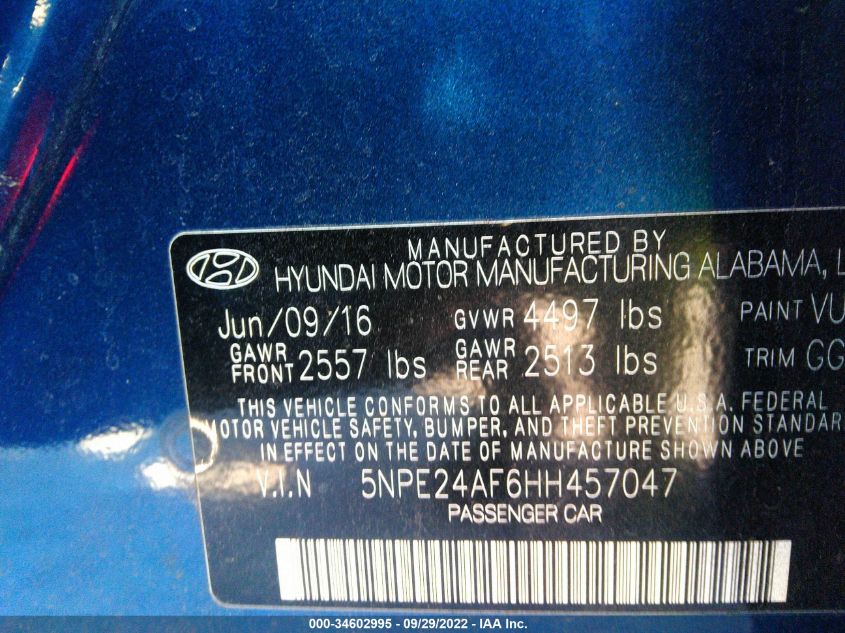 MANUFACTURED BY
HYUNDAI MOTOR MANUFACTURING ALABAMA, L
Jun/09/16 GVWR 4497 lbs PAINT VU
GAWR FRONT 2557 lbs GAWR REAR 2513 lbs TRIM GG
THIS VEHICLE CONFORMS TO ALL APPLICABLE U.S.A. FEDERAL
MOTOR VEHICLE SAFETY, BUMPER, AND THEFT PREVENTION STANDAR
IN EFFECT ON THE DATE OF MANUFACTURE SHOWN ABOVE
V.I.N 5NPE24AF6HH457047
PASSENGER CAR
000-34602995 - 09/29/2022 - IAA Inc.